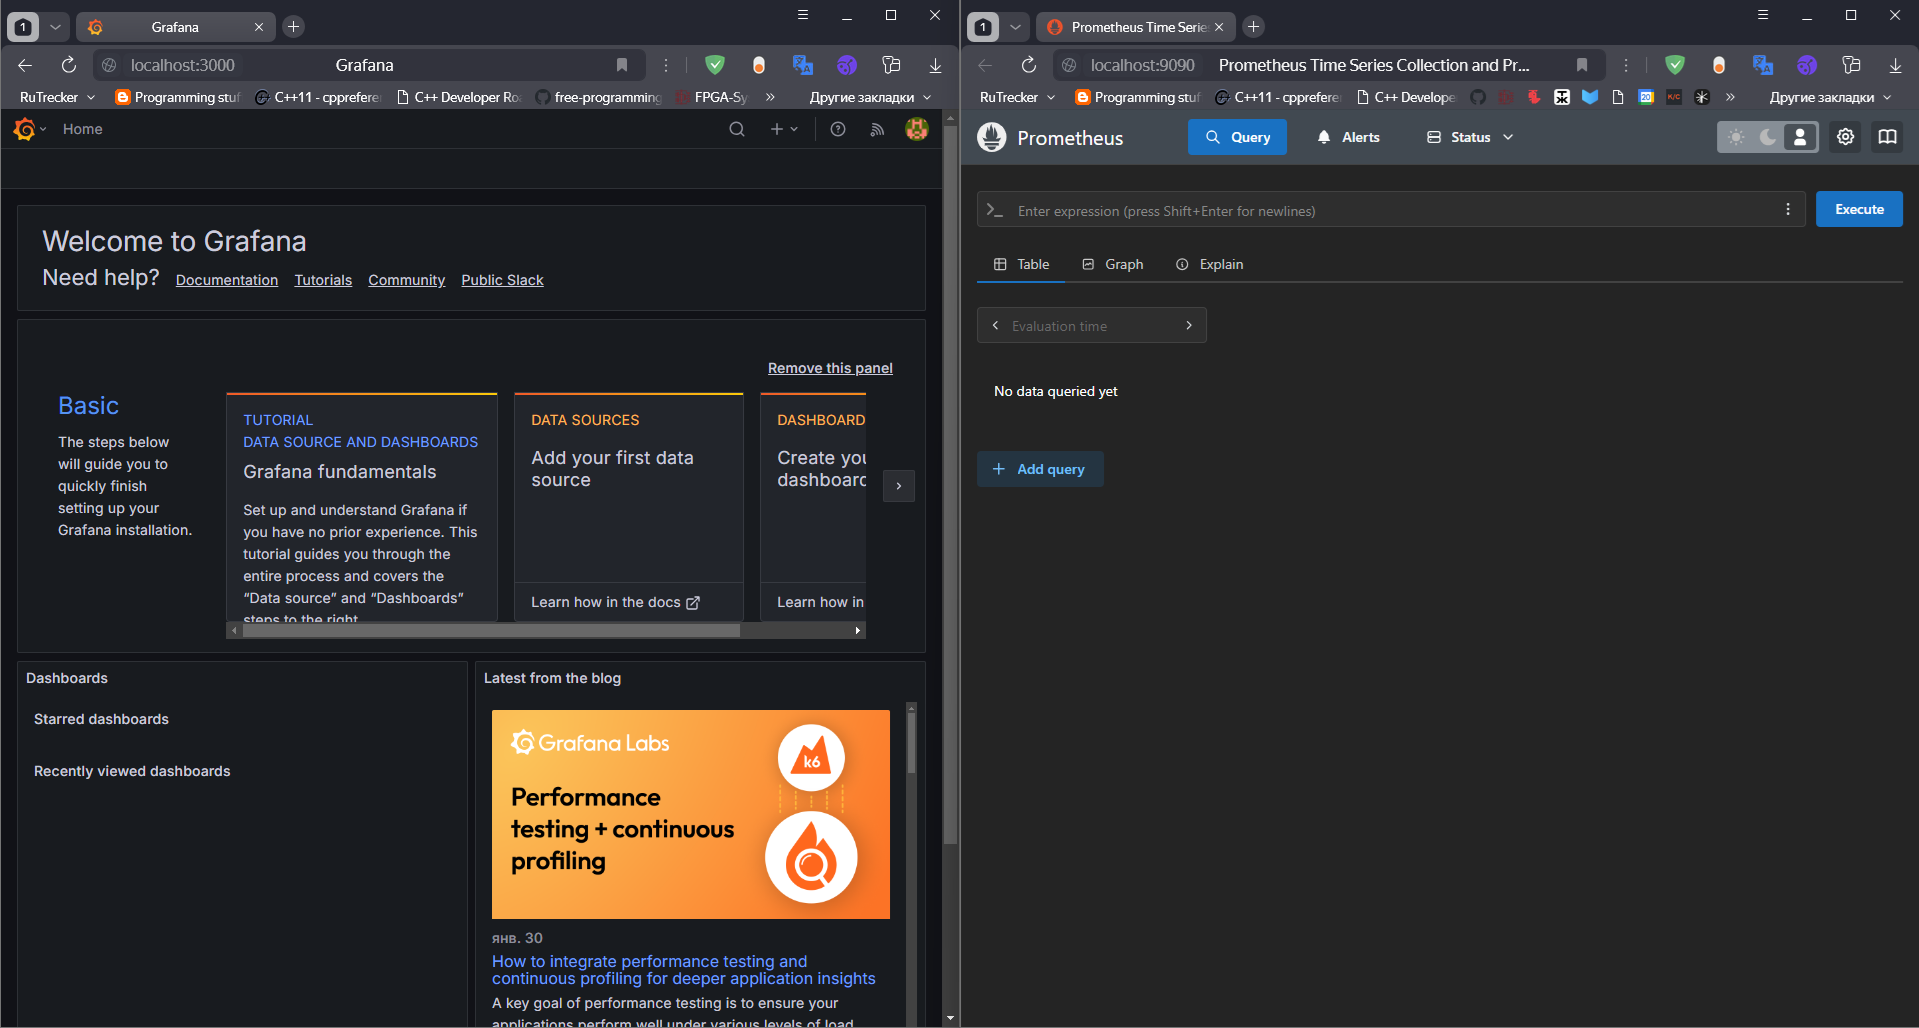 1
Grafana
localhost:3000
Grafana
RuTrecker
Programming stuf
C++11 - cppreferen
C++ Developer Roa
free-programming
FPGA-Sy
»
Другие закладки
Home
Welcome to Grafana
Need help? Documentation Tutorials Community Public Slack
Remove this panel
Basic
The steps below
will guide you to
quickly finish
setting up your
Grafana installation.
TUTORIAL
DATA SOURCE AND DASHBOARDS
Grafana fundamentals
Set up and understand Grafana if
you have no prior experience. This
tutorial guides you through the
entire process and covers the
“Data source” and “Dashboards”
steps to the right.
DATA SOURCES
Add your first data
source
Learn how in the docs
DASHBOARD
Create you
dashboard
Learn how in
Dashboards
Starred dashboards
Recently viewed dashboards
Latest from the blog
Grafana Labs
k6
Performance
testing + continuous
profiling
янв. 30
How to integrate performance testing and
continuous profiling for deeper application insights
A key goal of performance testing is to ensure your
applications perform well under various levels of load
1
Prometheus Time Serie
localhost:9090
Prometheus Time Series Collection and Pr...
RuTrecker
Programming stuf
C++11 - cppreferen
C++ Develope
20
K/C
»
Другие закладки
Prometheus
Query
Alerts
Status
Enter expression (press Shift+Enter for newlines)
Execute
Table
Graph
Explain
Evaluation time
No data queried yet
Add query